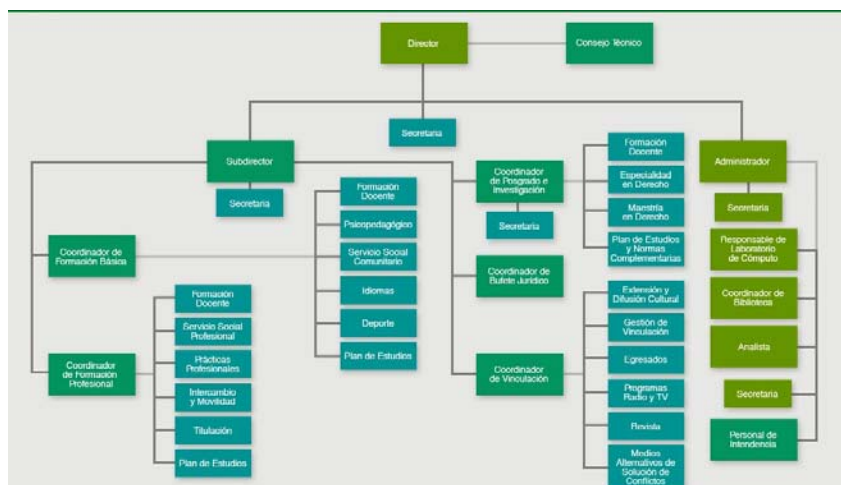 Director
Consejo Técnico
Secretaria
Subdirector
Secretaria
Administrador
Secretaria
Coordinador
de Posgrado e
Investigación
Secretaria
Formación
Docente
Especialidad
en Derecho
Maestría
en Derecho
Plan de Estudios
y Normas
Complementarias
Coordinador de
Formación Básica
Formación
Docente
Psicopedagógico
Servicio Social
Comunitario
Idiomas
Deporte
Plan de Estudios
Coordinador de
Bufete Jurídico
Responsable de
Laboratorio
de Cómputo
Coordinador de
Biblioteca
Analista
Secretaria
Personal de
Intendencia
Coordinador
de Formación
Profesional
Formación
Docente
Servicio Social
Profesional
Prácticas
Profesionales
Intercambio
y Movilidad
Titulación
Plan de Estudios
Coordinador
de Vinculación
Extensión y
Difusión Cultural
Gestión de
Vinculación
Egresados
Programas
Radio y TV
Revista
Medios
Alternativos de
Solución de
Conflictos